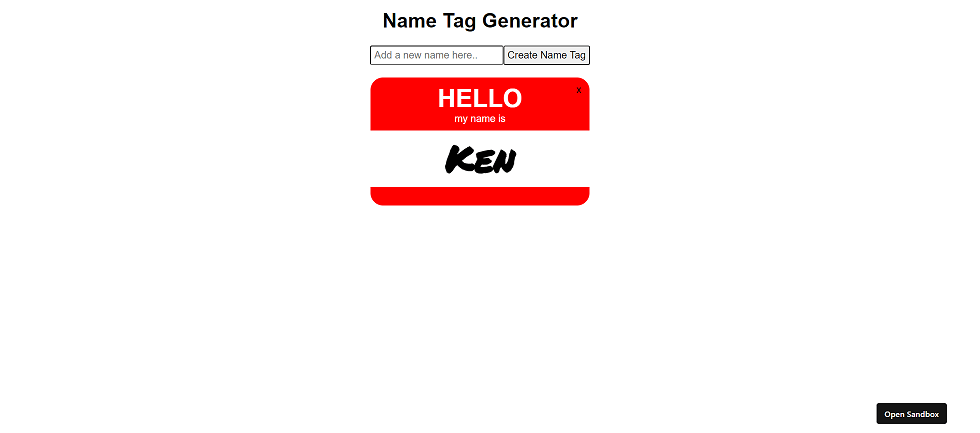 Name Tag Generator
Add a new name here.. Create Name Tag
HELLO x
my name is
Ken
Open Sandbox